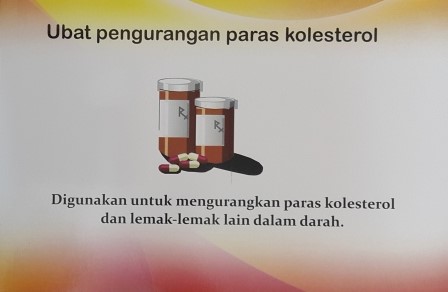 Ubat pengurangan paras kolesterol
Rx
Rx
Digunakan untuk mengurangkan paras kolesterol
dan lemak-lemak lain dalam darah.